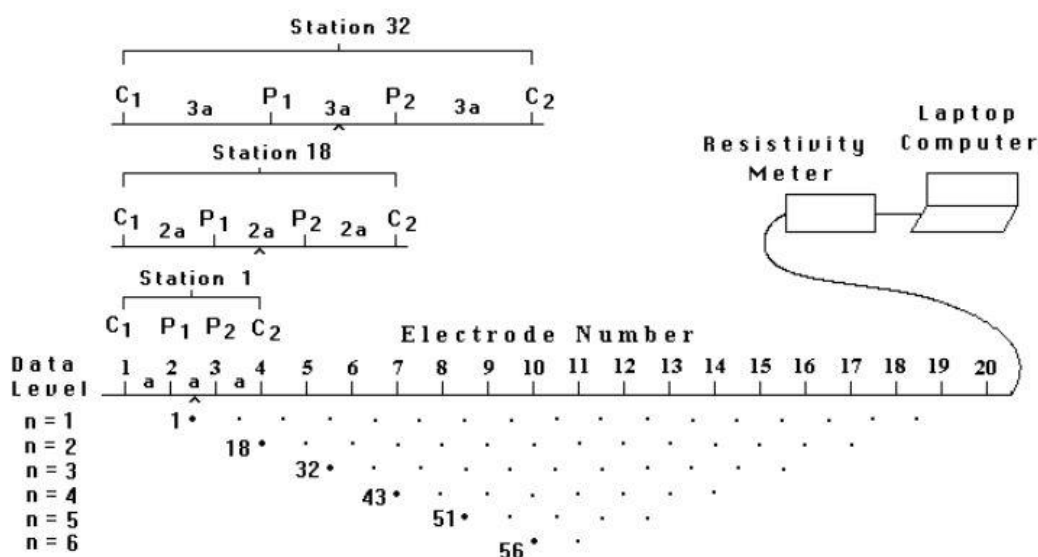 Station 32
C1 3a P1 3a P2 3a C2
Station 18
C1 2a P1 2a P2 2a C2
Station 1
C1 P1 P2 C2
Resistivity
Meter
Laptop
Computer
Electrode Number
Data
Level
1 2 3 4 5 6 7 8 9 10 11 12 13 14 15 16 17 18 19 20
a a a
n = 1 1
n = 2 18
n = 3 32
n = 4 43
n = 5 51
n = 6 56